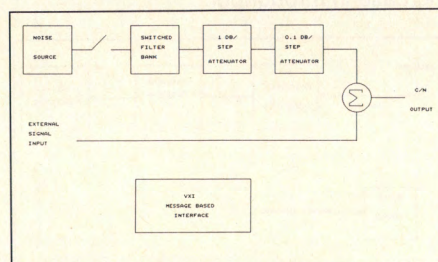 NOISE
SOURCE
SWITCHED
FILTER
BANK
1 DB/
STEP
ATTENUATOR
0.1 DB/
STEP
ATTENUATOR
Σ
C/N
OUTPUT
EXTERNAL
SIGNAL
INPUT
VXI
MESSAGE BASED
INTERFACE